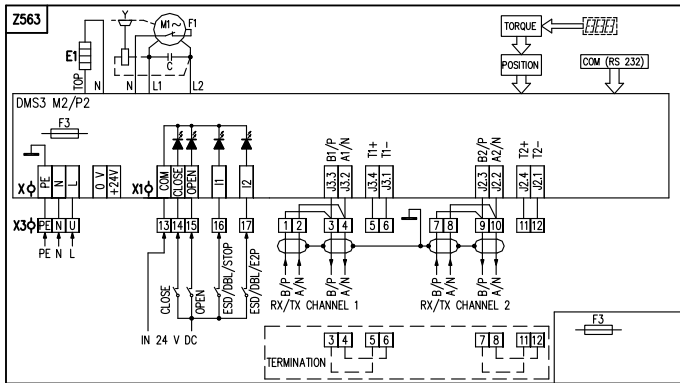 Z563
Y
M1~
F1
E1
C
TOP
N
N
L1
L2
TORQUE
POSITION
COM (RS 232)
DMS3 M2/P2
F3
X
PE
N
L
0 V
+24V
X1
COM
CLOSE
OPEN
I1
I2
B1/P
A1/N
T1+
T1-
J3.3
J3.2
J3.4
J3.1
B2/P
A2/N
T2+
T2-
J2.3
J2.2
J2.4
J2.1
X3
PE
N
U
13
14
15
16
17
1
2
3
4
5
6
7
8
9
10
11
12
PE N L
CLOSE
OPEN
ESD/DBL/STOP
ESD/DBL/E2P
B/P
A/N
B/P
A/N
B/P
A/N
B/P
A/N
RX/TX CHANNEL 1
RX/TX CHANNEL 2
IN 24 V DC
TERMINATION
3
4
5
6
7
8
11
12
F3